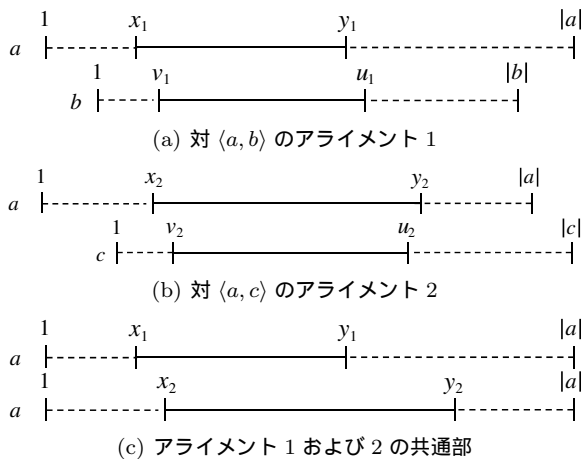 1 x₁ y₁ |a|
a
1 v₁ u₁ |b|
b
(a) 対 ⟨a, b⟩ のアライメント 1
1 x₂ y₂ |a|
a
1 v₂ u₂ |c|
c
(b) 対 ⟨a, c⟩ のアライメント 2
1 x₁ y₁ |a|
a
1 x₂ y₂ |a|
a
(c) アライメント 1 および 2 の共通部